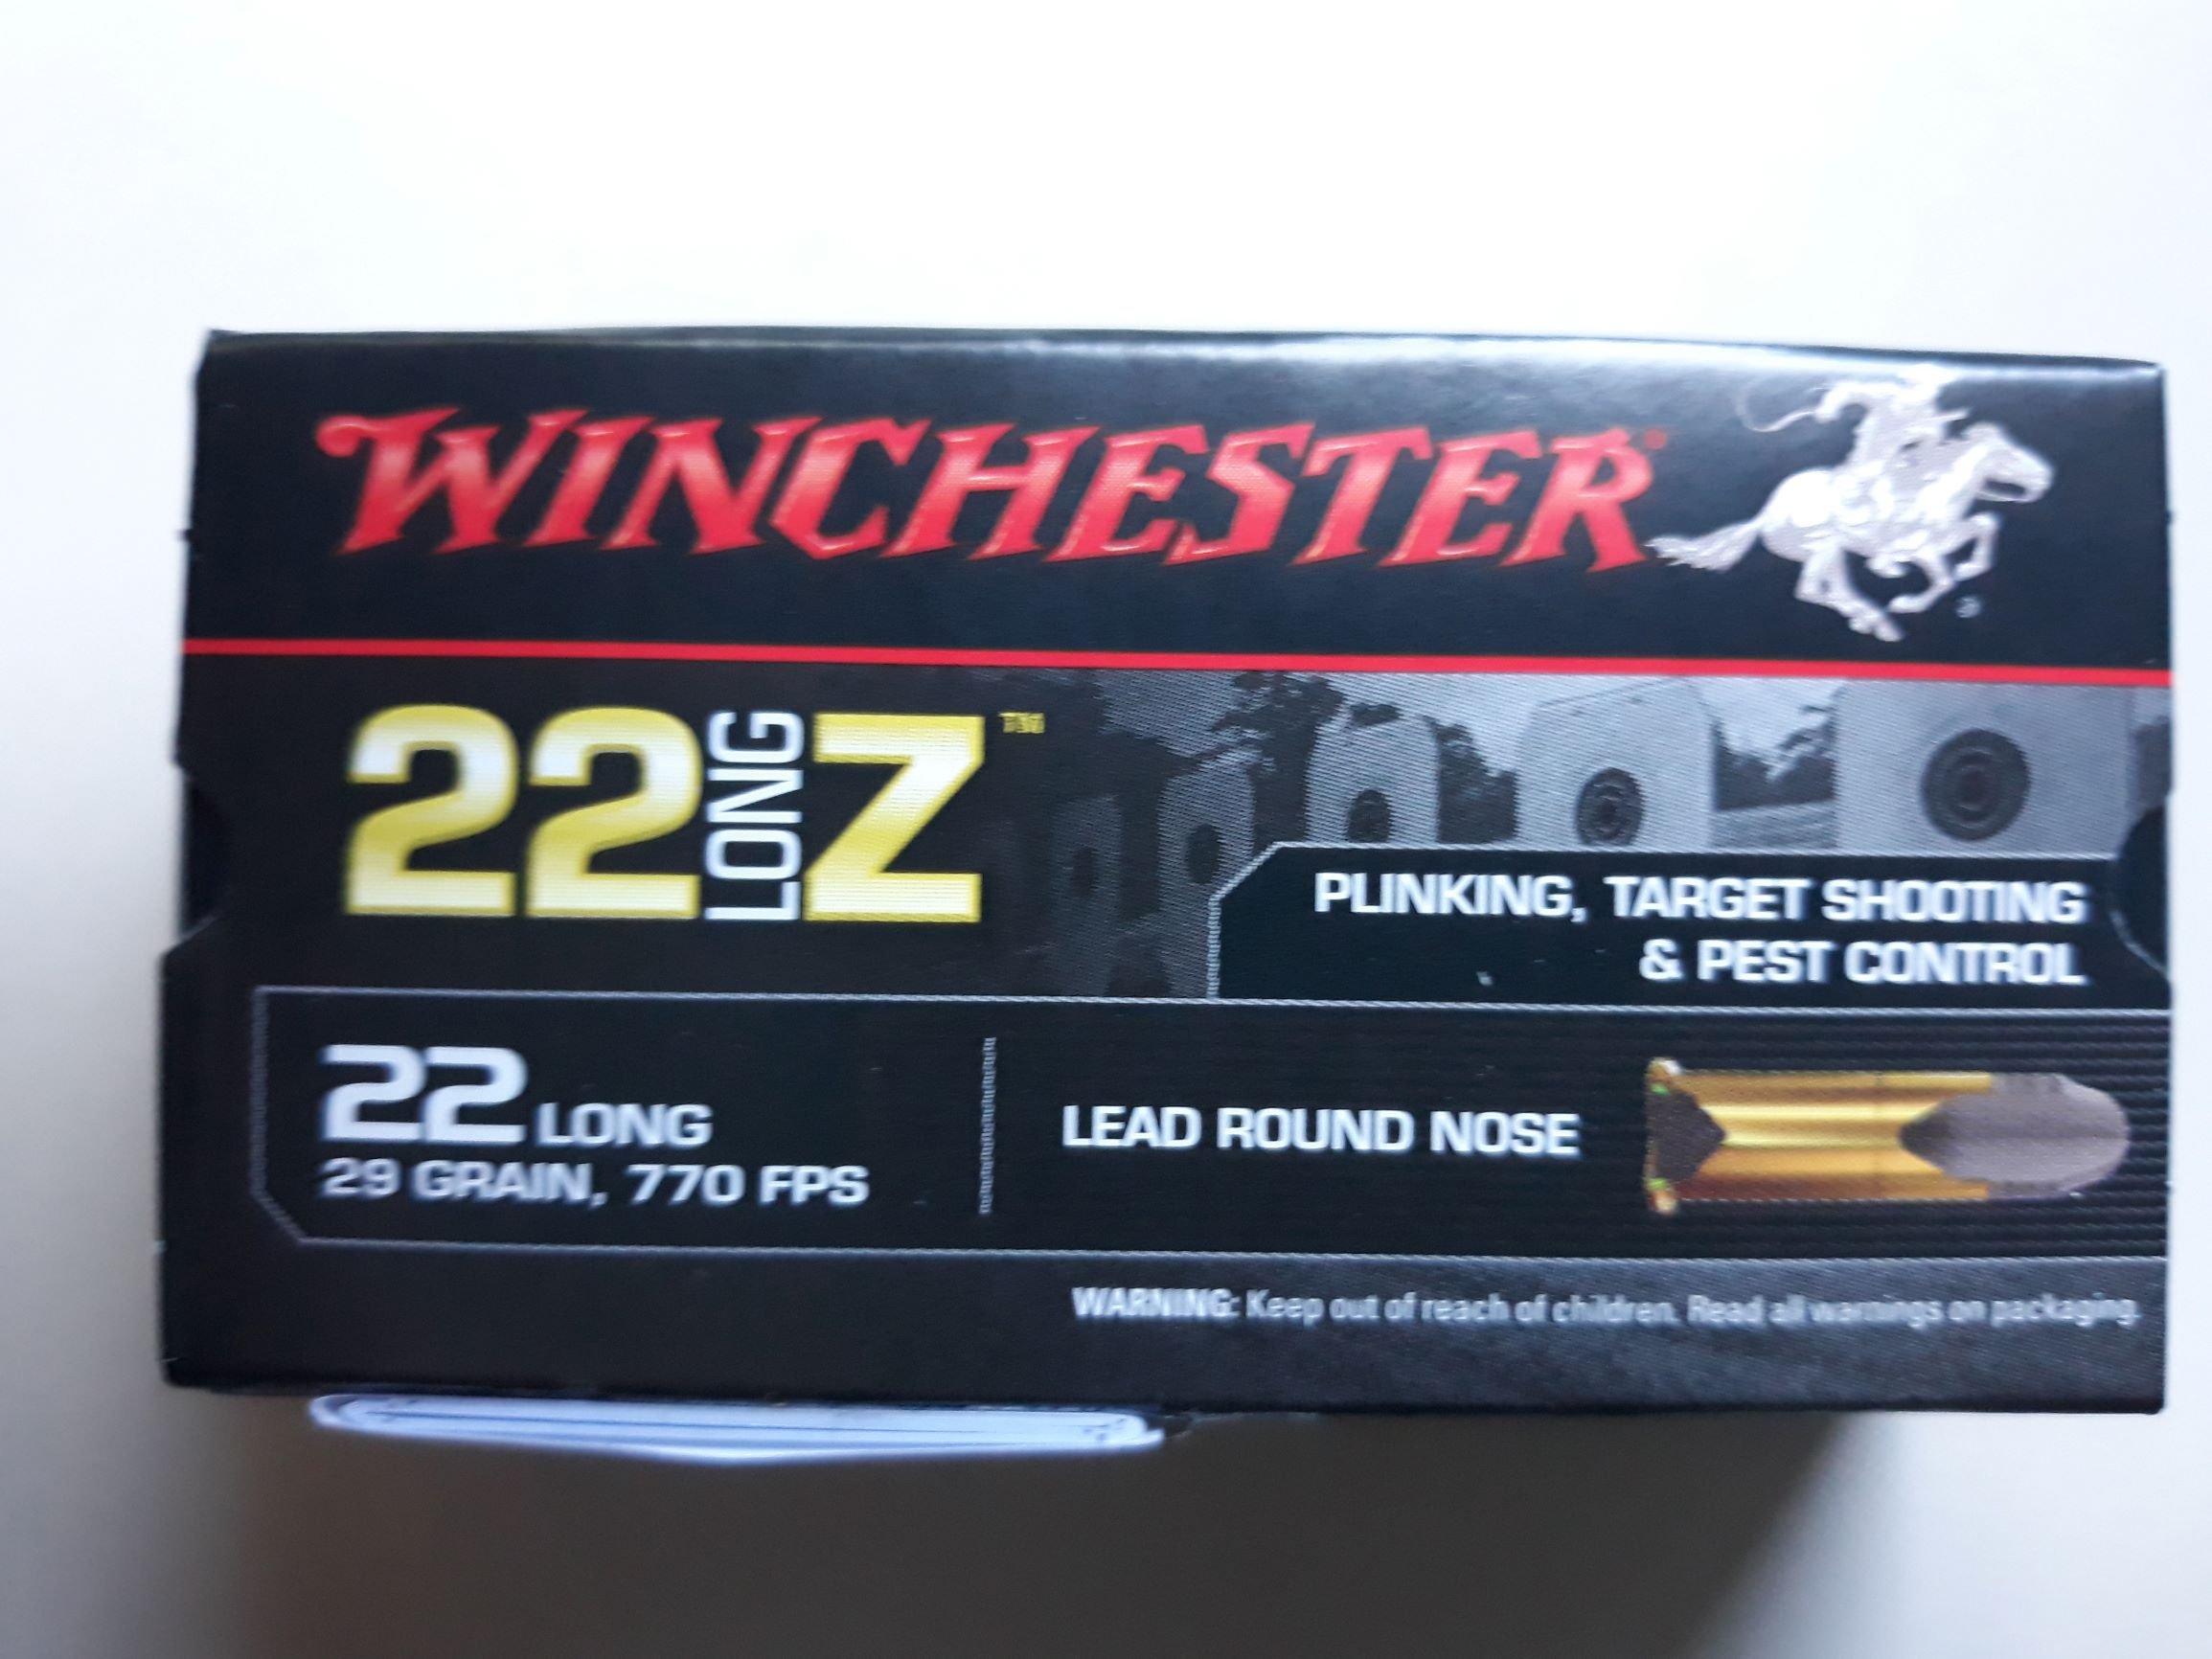 WINCHESTER®
22 LONG Z™
PLINKING, TARGET SHOOTING
& PEST CONTROL
22 LONG
29 GRAIN, 770 FPS
LEAD ROUND NOSE
WARNING: Keep out of reach of children. Read all warnings on packaging.